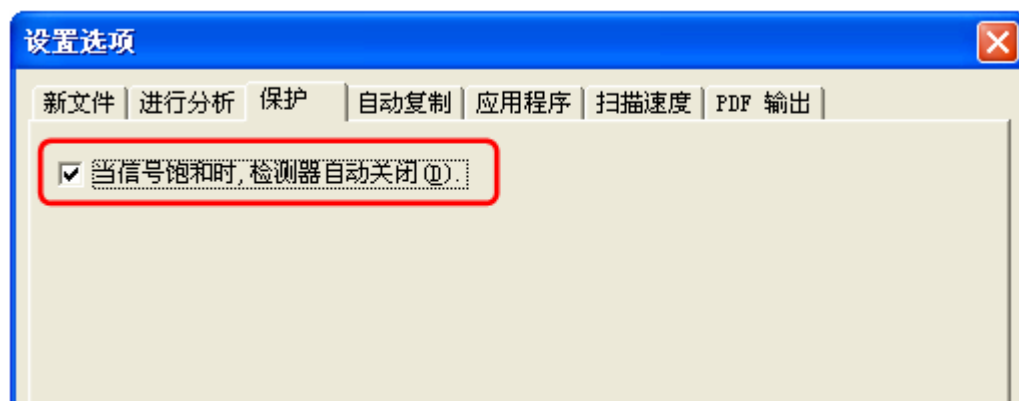 设置选项
新文件 进行分析 保护 自动复制 应用程序 扫描速度 PDF 输出
当信号饱和时,检测器自动关闭(D).